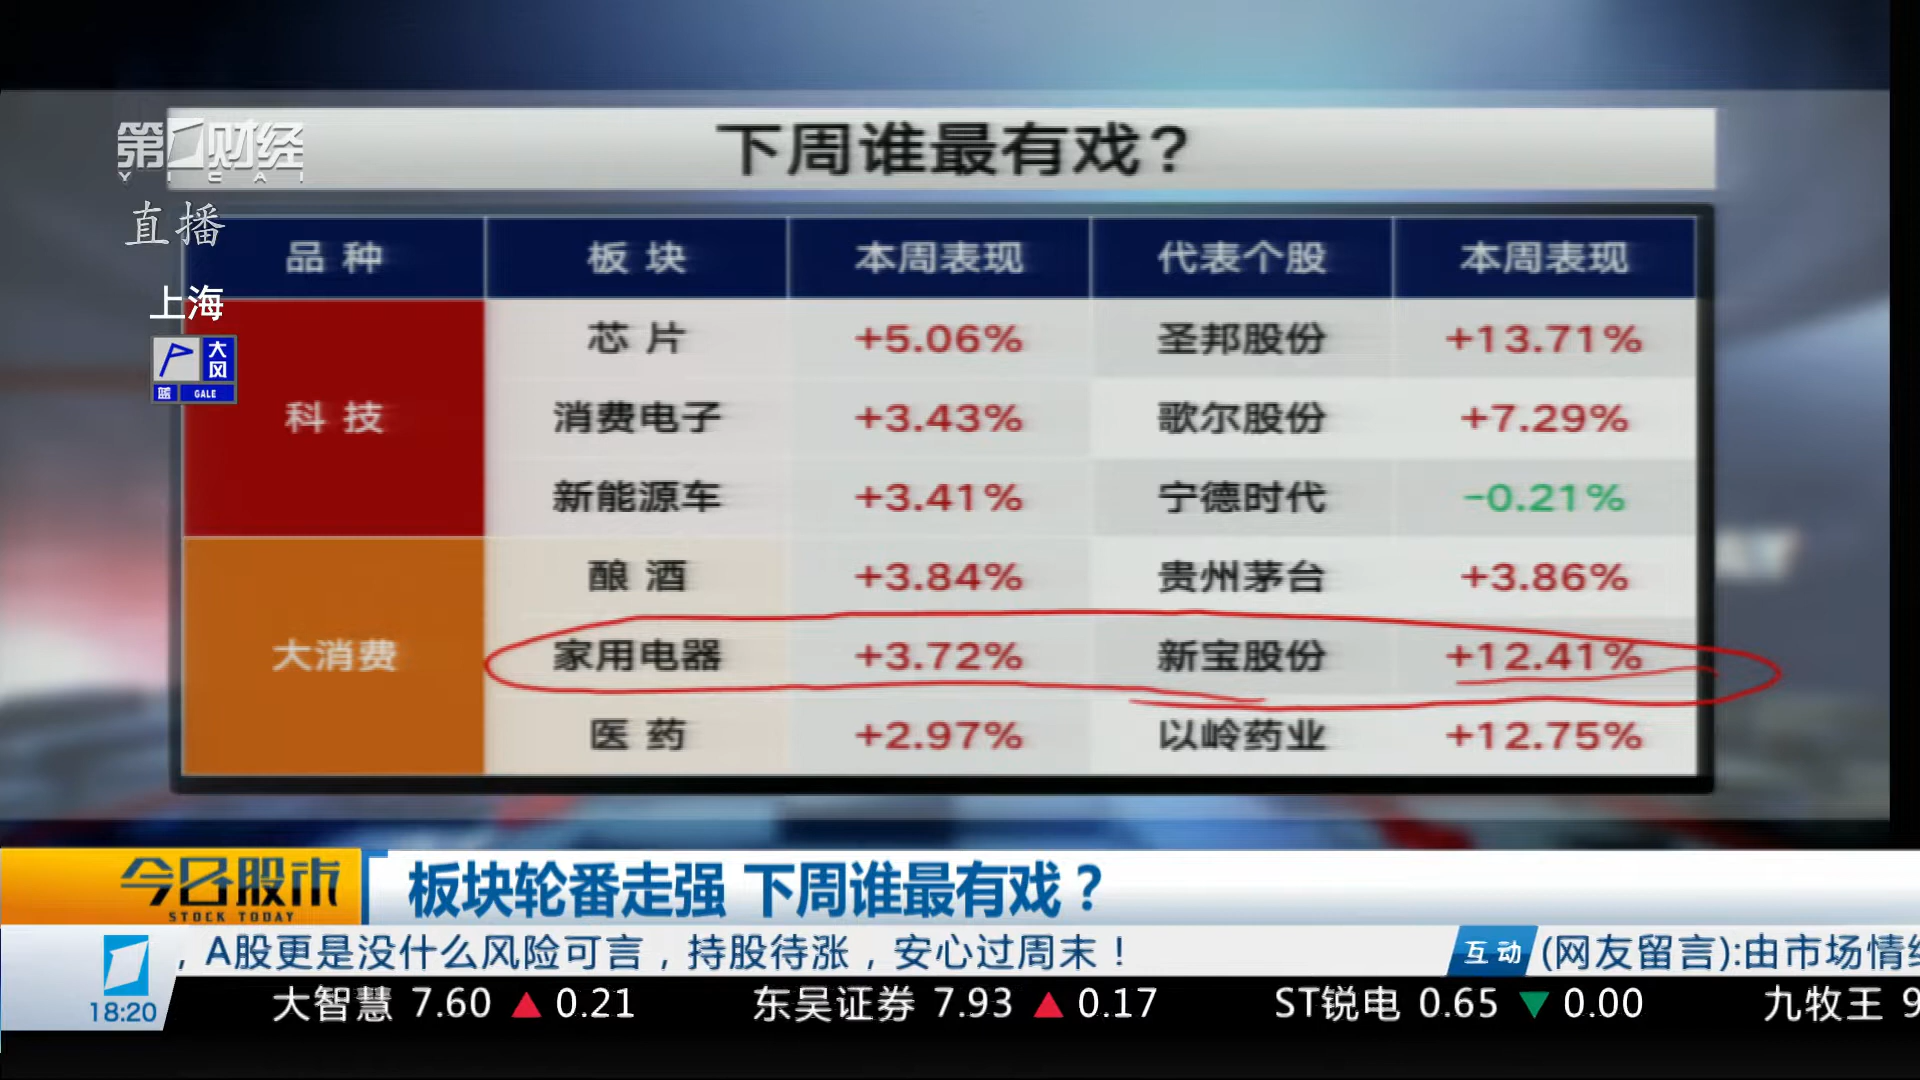 下周谁最有戏?
第1财经
YICAI
直播
上海
大风
蓝 GALE
品种 板块 本周表现 代表个股 本周表现
科技
芯片 +5.06% 圣邦股份 +13.71%
消费电子 +3.43% 歌尔股份 +7.29%
新能源车 +3.41% 宁德时代 -0.21%
大消费
酿酒 +3.84% 贵州茅台 +3.86%
家用电器 +3.72% 新宝股份 +12.41%
医药 +2.97% 以岭药业 +12.75%
今日股市
STOCK TODAY
板块轮番走强 下周谁最有戏?
，A股更是没什么风险可言，持股待涨，安心过周末！ 互动 (网友留言):由市场情
18:20
大智慧 7.60 ▲ 0.21 东吴证券 7.93 ▲ 0.17 ST锐电 0.65 ▼ 0.00 九牧王 9